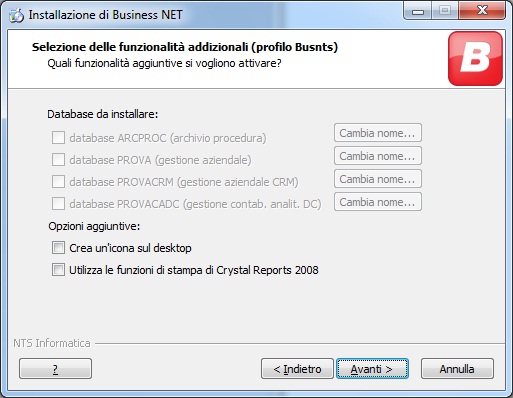 Installazione di Business NET
Selezione delle funzionalità addizionali (profilo Busnts)
Quali funzionalità aggiuntive si vogliono attivare?
B
Database da installare:
database ARCPROC (archivio procedura) Cambia nome...
database PROVA (gestione aziendale) Cambia nome...
database PROVACRM (gestione aziendale CRM) Cambia nome...
database PROVACADC (gestione contab. analit. DC) Cambia nome...
Opzioni aggiuntive:
Crea un'icona sul desktop
Utilizza le funzioni di stampa di Crystal Reports 2008
NTS Informatica
? < Indietro Avanti > Annulla